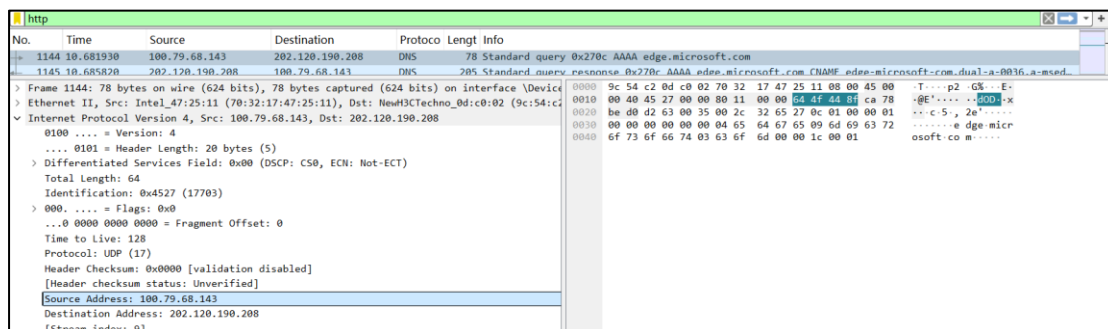 http
No. Time Source Destination Protoco Lengt Info
1144 10.681930 100.79.68.143 202.120.190.208 DNS 78 Standard query 0x270c AAAA edge.microsoft.com
1145 10.685820 202.120.190.208 100.79.68.143 DNS 205 Standard query response 0x270c AAAA edge.microsoft.com CNAME edge-microsoft-com.dual-a-0036.a-msed…
> Frame 1144: 78 bytes on wire (624 bits), 78 bytes captured (624 bits) on interface \Device
> Ethernet II, Src: Intel_47:25:11 (70:32:17:47:25:11), Dst: NewH3CTechno_0d:c0:02 (9c:54:c2
Internet Protocol Version 4, Src: 100.79.68.143, Dst: 202.120.190.208
0100 .... = Version: 4
.... 0101 = Header Length: 20 bytes (5)
> Differentiated Services Field: 0x00 (DSCP: CS0, ECN: Not-ECT)
Total Length: 64
Identification: 0x4527 (17703)
> 000. .... = Flags: 0x0
...0 0000 0000 0000 = Fragment Offset: 0
Time to Live: 128
Protocol: UDP (17)
Header Checksum: 0x0000 [validation disabled]
[Header checksum status: Unverified]
Source Address: 100.79.68.143
Destination Address: 202.120.190.208
[Stream index: 9]
0000 9c 54 c2 0d c0 02 70 32 17 47 25 11 08 00 45 00 ·T····p2 ·G%···E·
0010 00 40 45 27 00 00 80 11 00 00 64 4f 44 8f ca 78 ·@E'···· ··dOD··x
0020 be d0 d2 63 00 35 00 2c 32 65 27 0c 01 00 00 01 ···c·5·, 2e'·····
0030 00 00 00 00 00 00 04 65 64 67 65 09 6d 69 63 72 ·······e dge·micr
0040 6f 73 6f 66 74 03 63 6f 6d 00 00 1c 00 01 osoft·co m·····